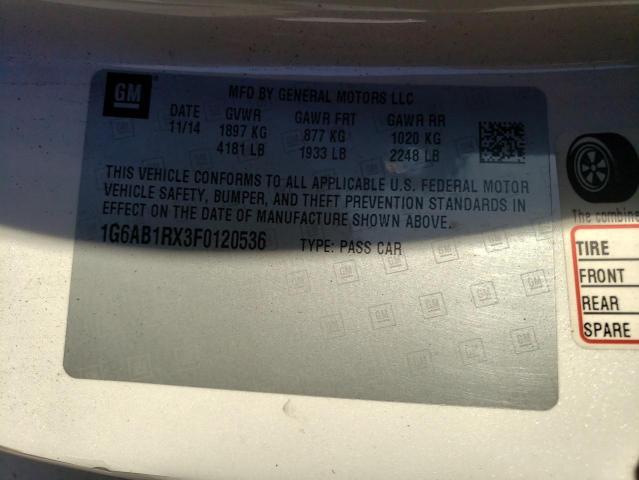 GM
MFD BY GENERAL MOTORS LLC
DATE GVWR GAWR FRT GAWR RR
11/14 1897 KG 877 KG 1020 KG
4181 LB 1933 LB 2248 LB
THIS VEHICLE CONFORMS TO ALL APPLICABLE U.S. FEDERAL MOTOR
VEHICLE SAFETY, BUMPER, AND THEFT PREVENTION STANDARDS IN
EFFECT ON THE DATE OF MANUFACTURE SHOWN ABOVE.
1G6AB1RX3F0120536 TYPE: PASS CAR
The combine
TIRE
FRONT
REAR
SPARE